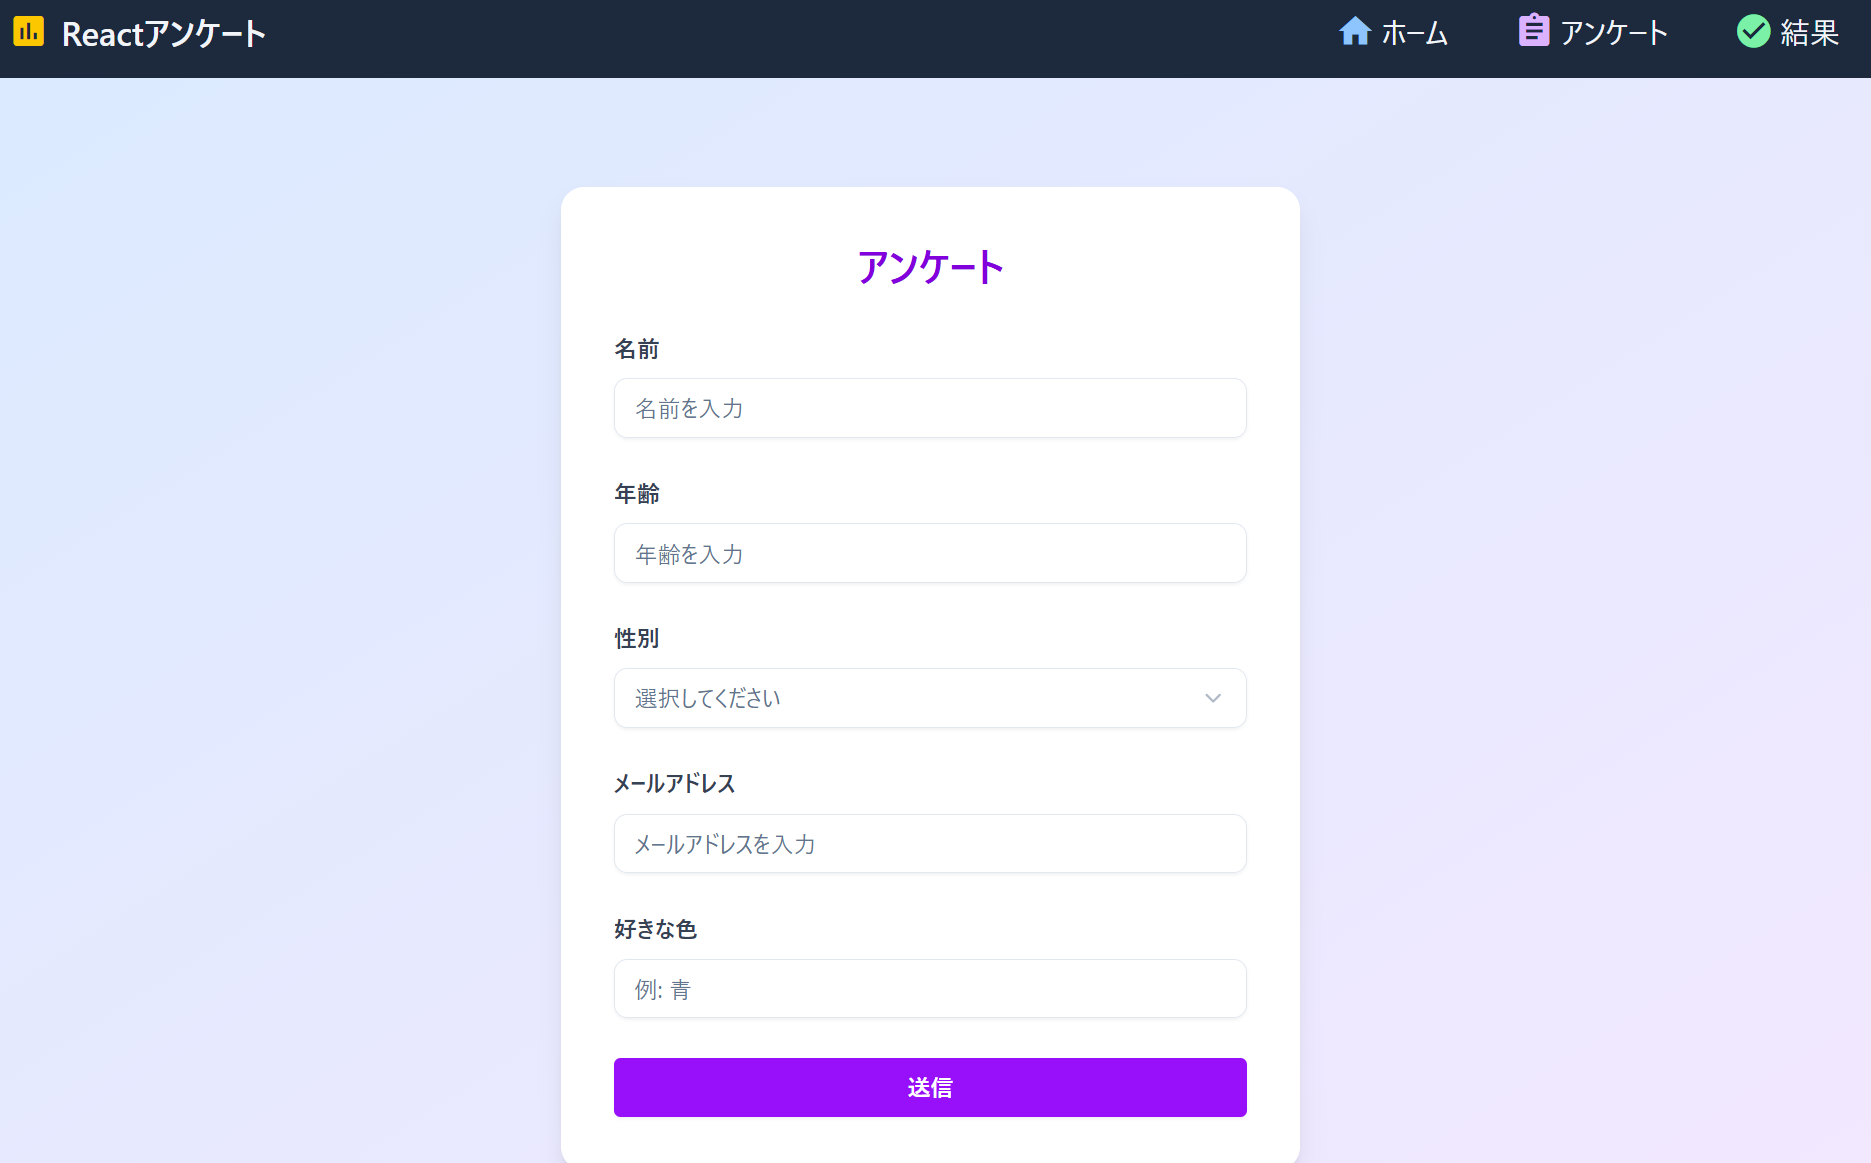 Reactアンケート
ホーム
アンケート
結果
アンケート
名前
名前を入力
年齢
年齢を入力
性別
選択してください
メールアドレス
メールアドレスを入力
好きな色
例: 青
送信